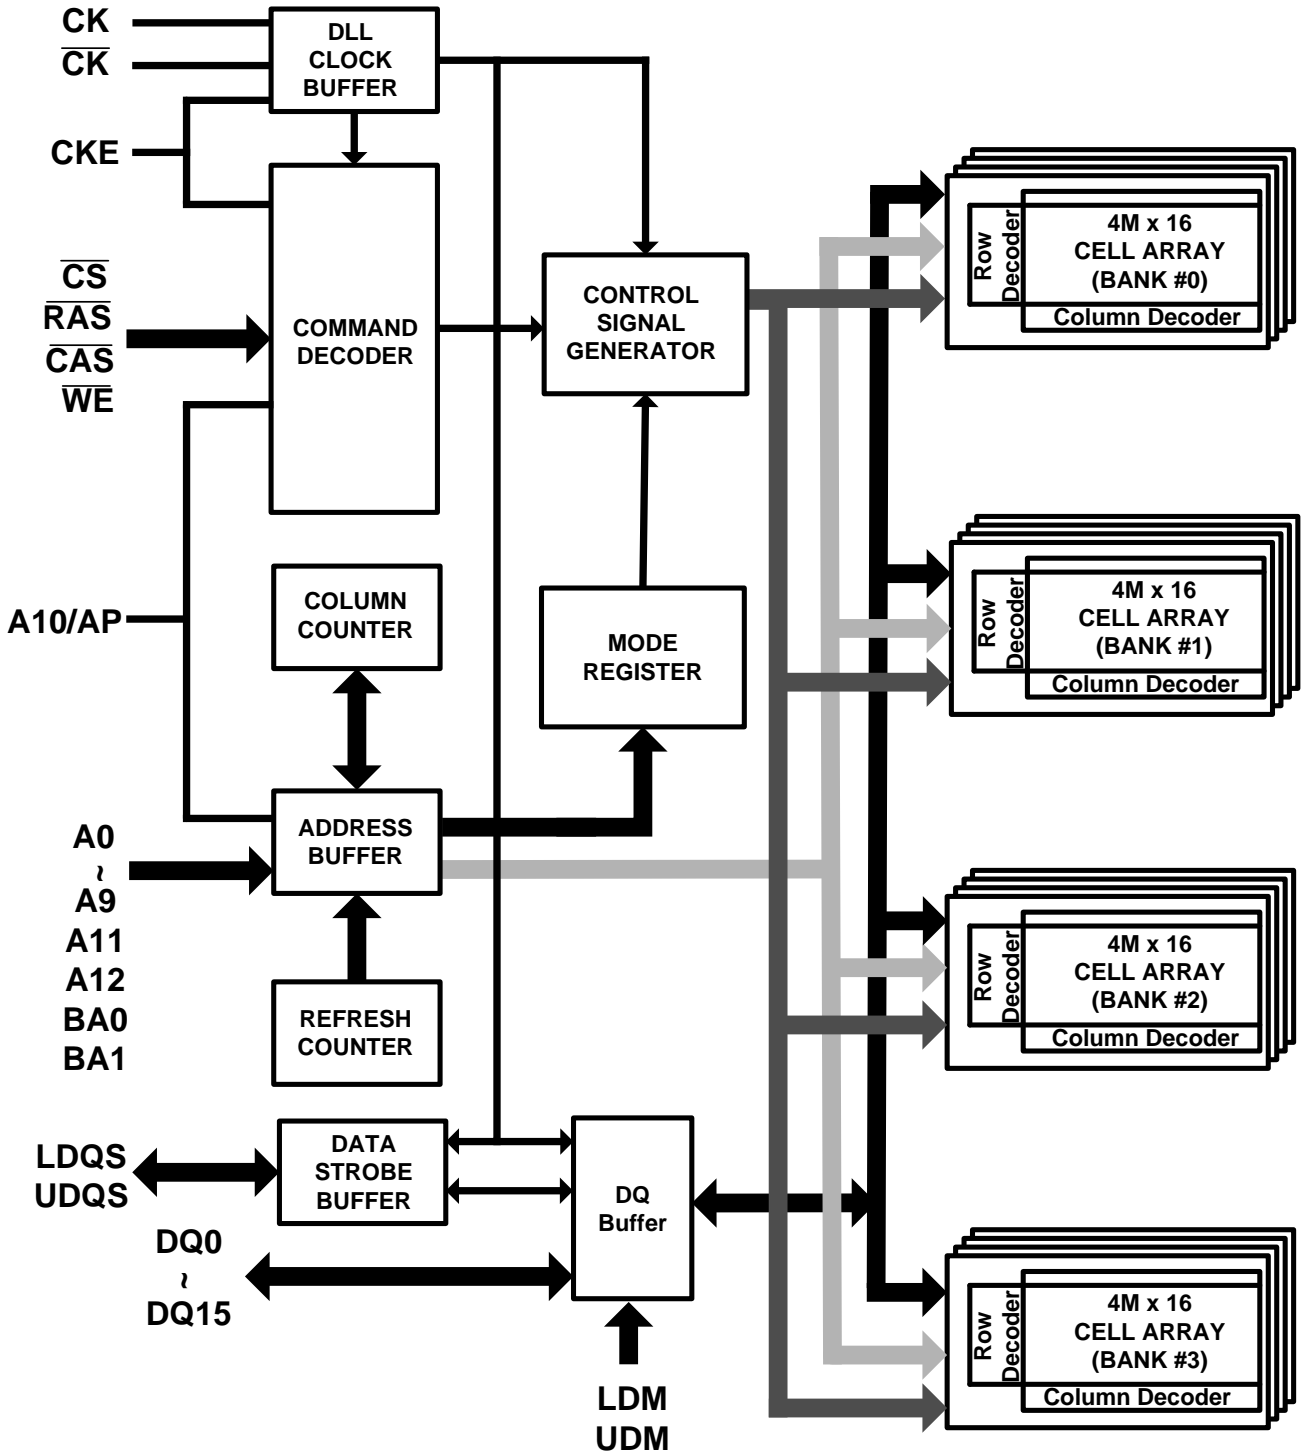 CK
CK
CKE
CS
RAS
CAS
WE
A10/AP
A0
~
A9
A11
A12
BA0
BA1
LDQS
UDQS
DQ0
~
DQ15
LDM
UDM
DLL
CLOCK
BUFFER
COMMAND
DECODER
COLUMN
COUNTER
ADDRESS
BUFFER
REFRESH
COUNTER
DATA
STROBE
BUFFER
CONTROL
SIGNAL
GENERATOR
MODE
REGISTER
DQ
Buffer
Row
Decoder
4M x 16
CELL ARRAY
(BANK #0)
Column Decoder
Row
Decoder
4M x 16
CELL ARRAY
(BANK #1)
Column Decoder
Row
Decoder
4M x 16
CELL ARRAY
(BANK #2)
Column Decoder
Row
Decoder
4M x 16
CELL ARRAY
(BANK #3)
Column Decoder